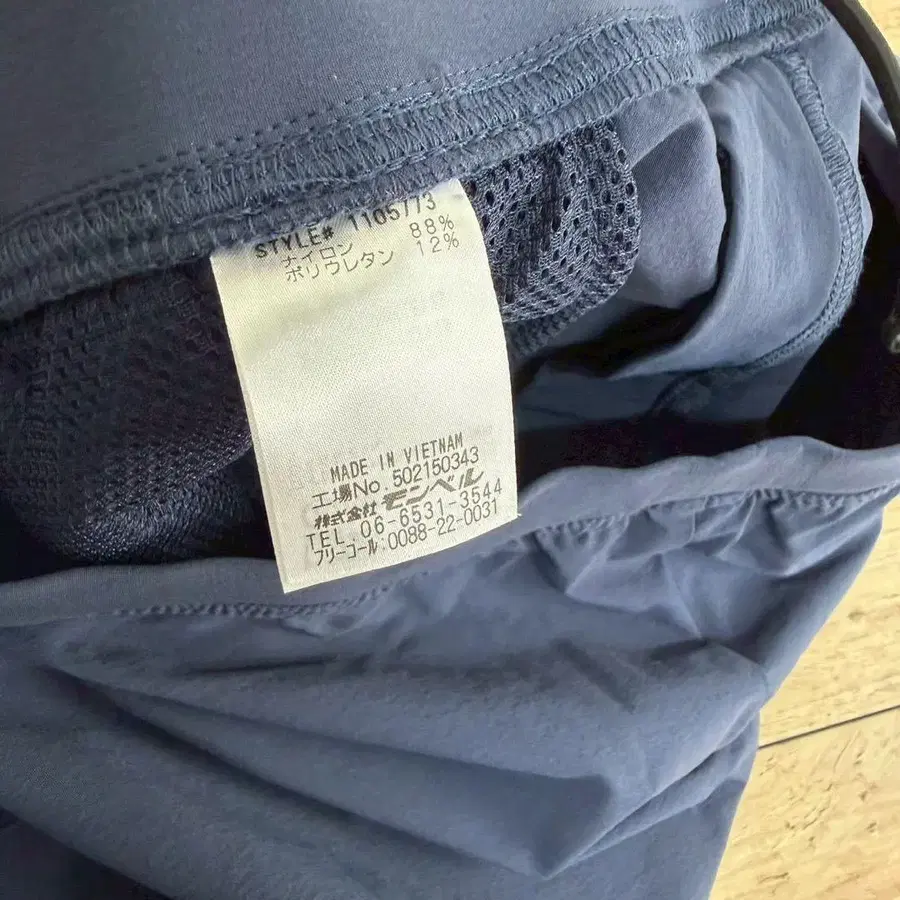 STYLE# 1105773
ナイロン 88%
ポリウレタン 12%
MADE IN VIETNAM
工場No. 502150343
株式会社 モンベル
TEL 06-6531-3544
フリーコール:0088-22-0031